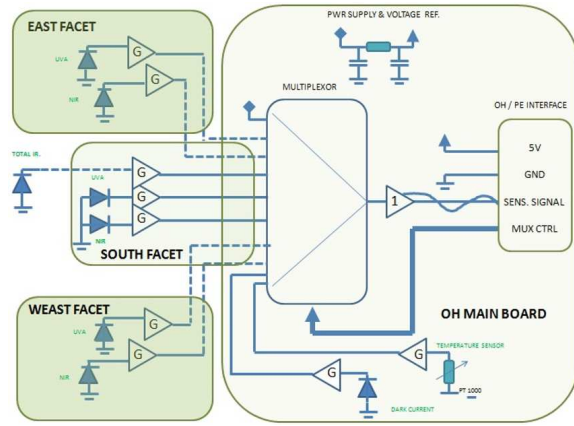 EAST FACET
UVA
G
NIR
G
PWR SUPPLY & VOLTAGE REF.
MULTIPLEXOR
OH / PE INTERFACE
5V
GND
SENS. SIGNAL
MUX CTRL
TOTAL IR.
UVA
G
G
G
NIR
SOUTH FACET
1
WEAST FACET
UVA
G
NIR
G
OH MAIN BOARD
TEMPERATURE SENSOR
G
PT 1000
G
DARK CURRENT